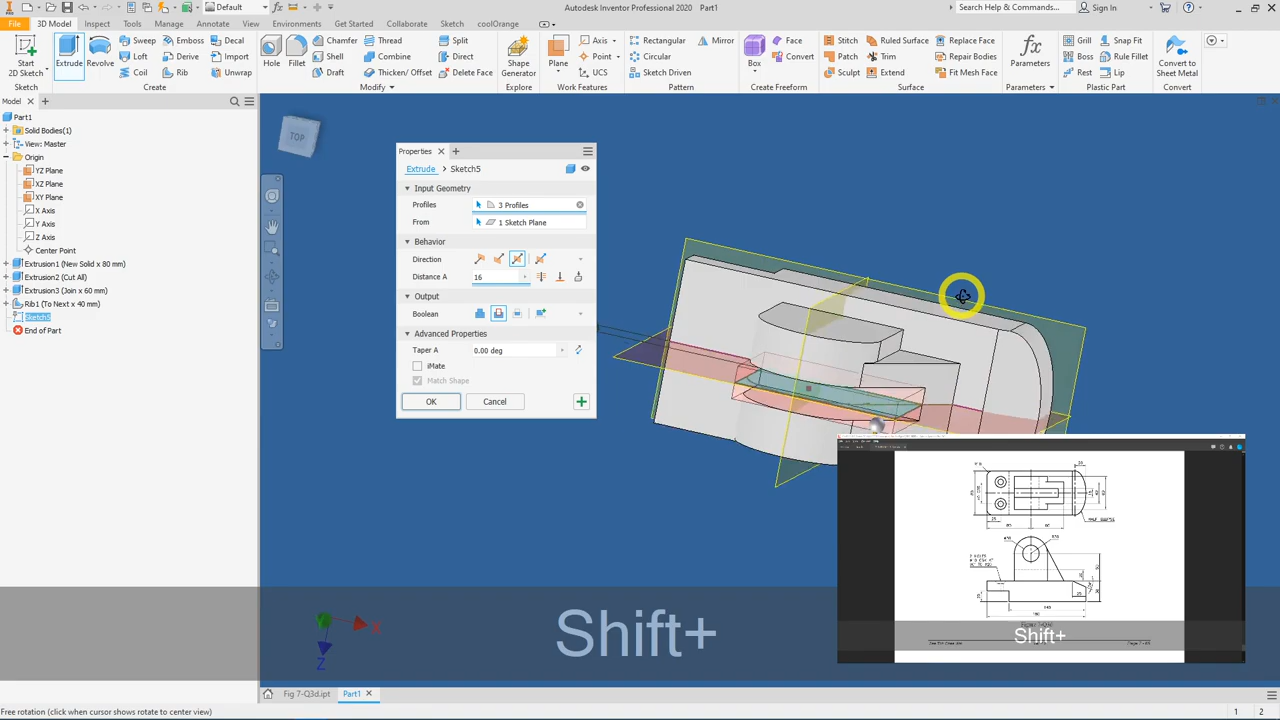 Default
Autodesk Inventor Professional 2020 Part1
Search Help & Commands...
Sign In
File 3D Model Sketch Inspect Tools Manage Annotate View Environments Get Started Collaborate Sketch coolOrange
Start
2D Sketch
Extrude
Revolve
Sweep Emboss Decal
Loft Derive Import
Coil Rib Unwrap
Hole
Fillet
Chamfer Thread Split
Shell Combine Direct
Draft Thicken/ Offset Delete Face
Shape
Generator
Plane
Axis
Point
UCS
Rectangular Mirror
Circular
Sketch Driven
Box
Face
Convert
Stitch Ruled Surface Replace Face
Patch Trim Repair Bodies
Sculpt Extend Fit Mesh Face
fx
Parameters
Grill Snap Fit
Boss Rule Fillet
Rest Lip
Convert to
Sheet Metal
Sketch Create Modify Explore Work Features Pattern Create Freeform Surface Parameters Plastic Part Convert
Model
Part1
Solid Bodies(1)
View: Master
Origin
YZ Plane
XZ Plane
XY Plane
X Axis
Y Axis
Z Axis
Center Point
Extrusion1 (New Solid x 80 mm)
Extrusion2 (Cut All)
Extrusion3 (Join x 60 mm)
Rib1 (To Next x 40 mm)
Sketch5
End of Part
TOP
Properties
Extrude > Sketch5
Input Geometry
Profiles 3 Profiles
From 1 Sketch Plane
Behavior
Direction
Distance A 16
Output
Boolean
Advanced Properties
Taper A 0.00 deg
iMate
Match Shape
OK Cancel
Shift+
Shift+
X
Z
Fig 7-Q3d.ipt Part1
Free rotation (click when cursor shows rotate to center view)
1 2